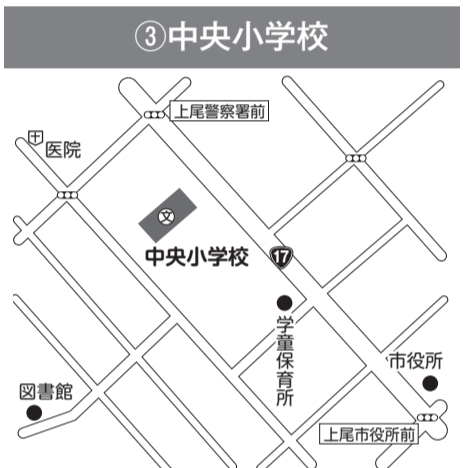 ③中央小学校
上尾警察署前
医院
文
中央小学校
17
学童保育所
市役所
図書館
上尾市役所前